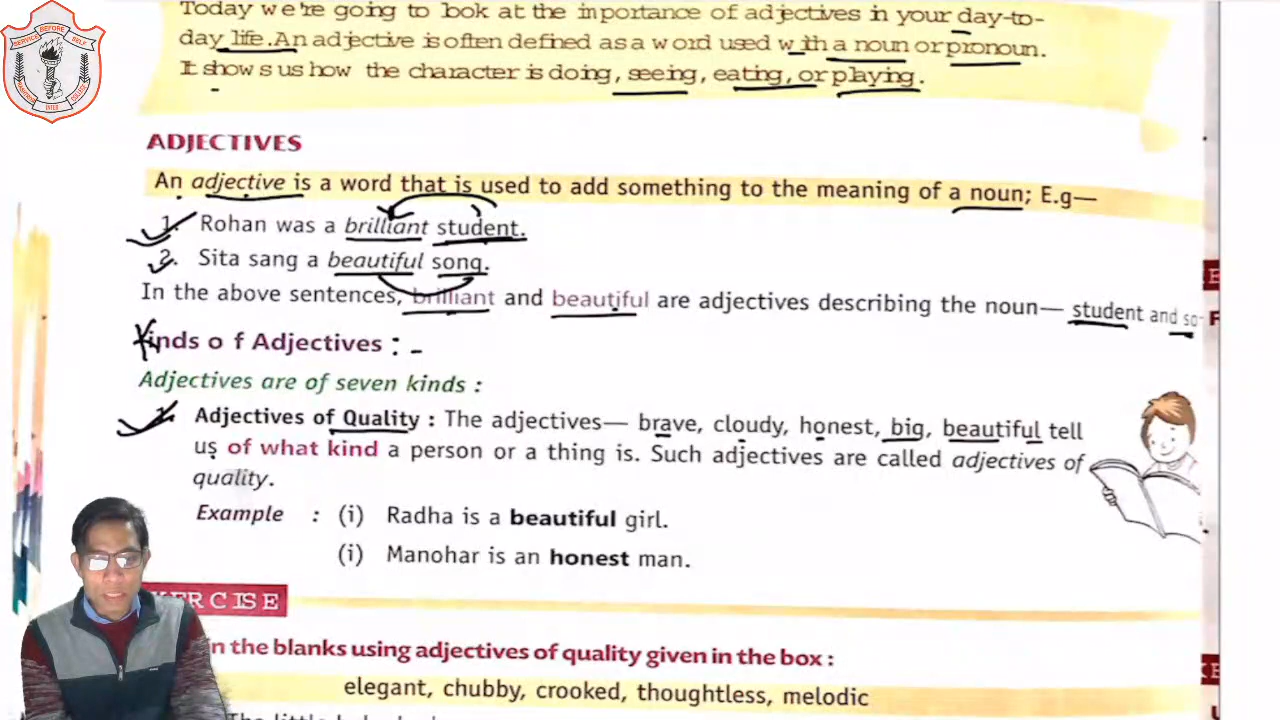 SERVICE BEFORE SELF
INTER COLLEGE
Today we're going to look at the importance of adjectives in your day-to-
day life. An adjective is often defined as a word used with a noun or pronoun.
It shows us how the character is doing, seeing, eating, or playing.
ADJECTIVES
An adjective is a word that is used to add something to the meaning of a noun; E.g—
1. Rohan was a brilliant student.
2. Sita sang a beautiful song.
In the above sentences, brilliant and beautiful are adjectives describing the noun— student and so
Kinds o f Adjectives : -
Adjectives are of seven kinds :
1. Adjectives of Quality : The adjectives— brave, cloudy, honest, big, beautiful tell
us of what kind a person or a thing is. Such adjectives are called adjectives of
quality.
Example : (i) Radha is a beautiful girl.
(i) Manohar is an honest man.
ERCISE
in the blanks using adjectives of quality given in the box :
elegant, chubby, crooked, thoughtless, melodic
The little